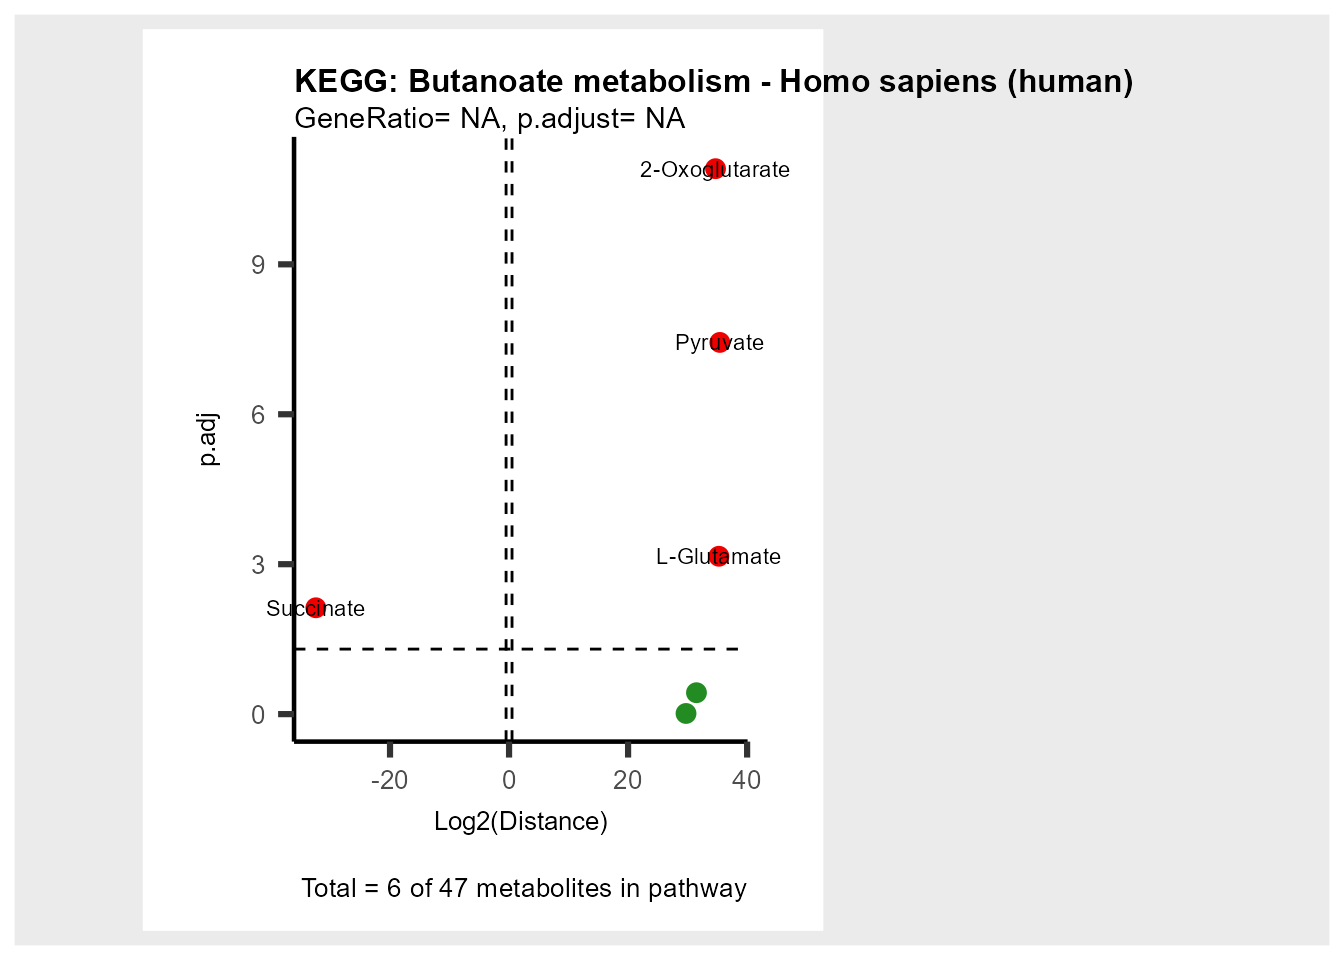 KEGG: Butanoate metabolism - Homo sapiens (human)
GeneRatio= NA, p.adjust= NA
2-Oxoglutarate
9
Pyruvate
6
p.adj
3
L-Glutamate
Succinate
0
-20 0 20 40
Log2(Distance)
Total = 6 of 47 metabolites in pathway